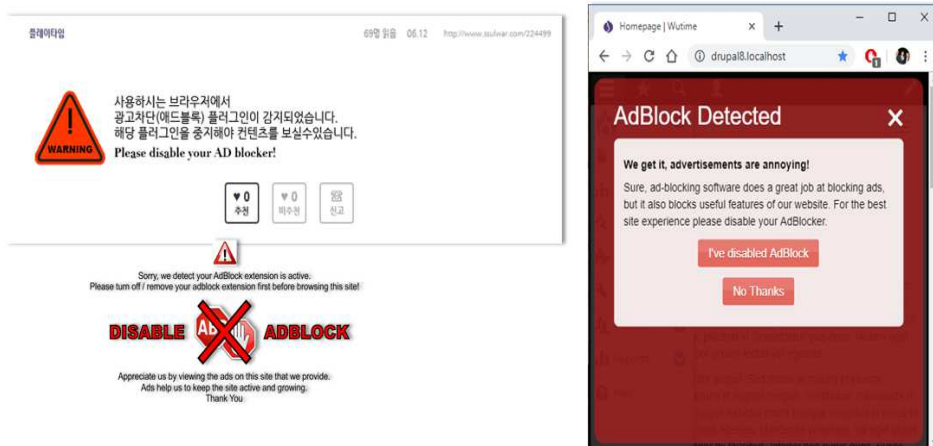 플레이타임
69명 읽음 06.12 http://www.ssulwar.com/224499
사용하시는 브라우저에서
광고차단(애드블록) 플러그인이 감지되었습니다.
해당 플러그인을 중지해야 컨텐츠를 보실수있습니다.
WARNING
Please disable your AD blocker!
♥ 0
추천
♥ 0
비추천
신고
Sorry, we detect your AdBlock extension is active.
Please turn off / remove your adblock extension first before browsing this site!
DISABLE ADBLOCK
Appreciate us by viewing the ads on this site that we provide.
Ads help us to keep the site active and growing.
Thank You
Homepage | Wutime
drupal8.localhost
1
AdBlock Detected
We get it, advertisements are annoying!
Sure, ad-blocking software does a great job at blocking ads,
but it also blocks useful features of our website. For the best
site experience please disable your AdBlocker.
I've disabled AdBlock
No Thanks